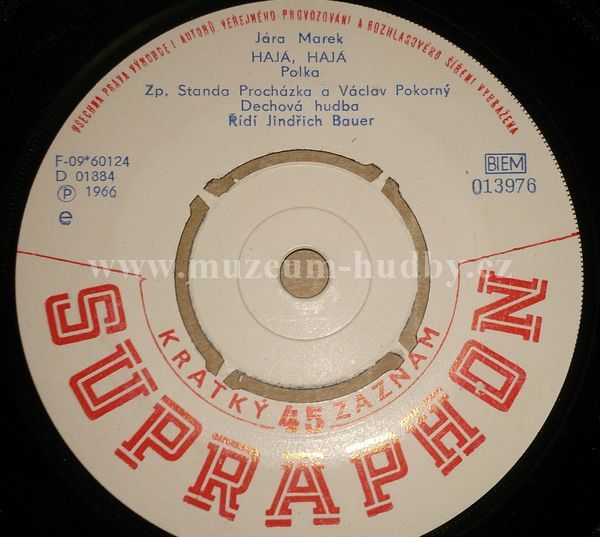 VŠECHNA PRÁVA VÝROBCE I AUTORŮ VEŘEJNÉHO PROVOZOVÁNÍ A ROZHLASOVÉHO ŠÍŘENÍ VYHRAŽENA
Jára Marek
HAJÁ, HAJÁ
Polka
Zp. Standa Procházka a Václav Pokorný
Dechová hudba
Řídí Jindřich Bauer
F-09*60124
D 01884
Ⓟ 1966
e
BIEM
013976
www.muzeum-hudby.cz
KRATKÝ 45 ZÁZNAM
SUPRAPHON